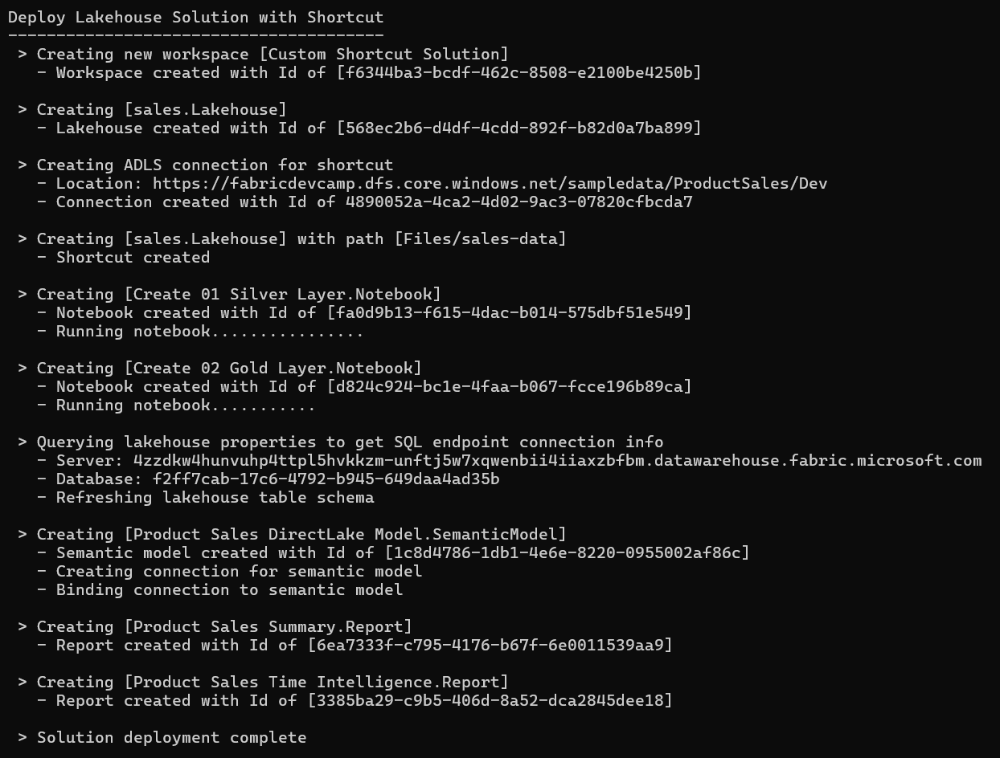 Deploy Lakehouse Solution with Shortcut
---------------------------------------
> Creating new workspace [Custom Shortcut Solution]
- Workspace created with Id of [f6344ba3-bcdf-462c-8508-e2100be4250b]
> Creating [sales.Lakehouse]
- Lakehouse created with Id of [568ec2b6-d4df-4cdd-892f-b82d0a7ba899]
> Creating ADLS connection for shortcut
- Location: https://fabricdevcamp.dfs.core.windows.net/sampledata/ProductSales/Dev
- Connection created with Id of 4890052a-4ca2-4d02-9ac3-07820cfbcda7
> Creating [sales.Lakehouse] with path [Files/sales-data]
- Shortcut created
> Creating [Create 01 Silver Layer.Notebook]
- Notebook created with Id of [fa0d9b13-f615-4dac-b014-575dbf51e549]
- Running notebook................
> Creating [Create 02 Gold Layer.Notebook]
- Notebook created with Id of [d824c924-bc1e-4faa-b067-fcce196b89ca]
- Running notebook...........
> Querying lakehouse properties to get SQL endpoint connection info
- Server: 4zzdkw4hunvuhp4ttpl5hvkkzm-unftj5w7xqwenbii4iiaxzbfbm.datawarehouse.fabric.microsoft.com
- Database: f2ff7cab-17c6-4792-b945-649daa4ad35b
- Refreshing lakehouse table schema
> Creating [Product Sales DirectLake Model.SemanticModel]
- Semantic model created with Id of [1c8d4786-1db1-4e6e-8220-0955002af86c]
- Creating connection for semantic model
- Binding connection to semantic model
> Creating [Product Sales Summary.Report]
- Report created with Id of [6ea7333f-c795-4176-b67f-6e0011539aa9]
> Creating [Product Sales Time Intelligence.Report]
- Report created with Id of [3385ba29-c9b5-406d-8a52-dca2845dee18]
> Solution deployment complete